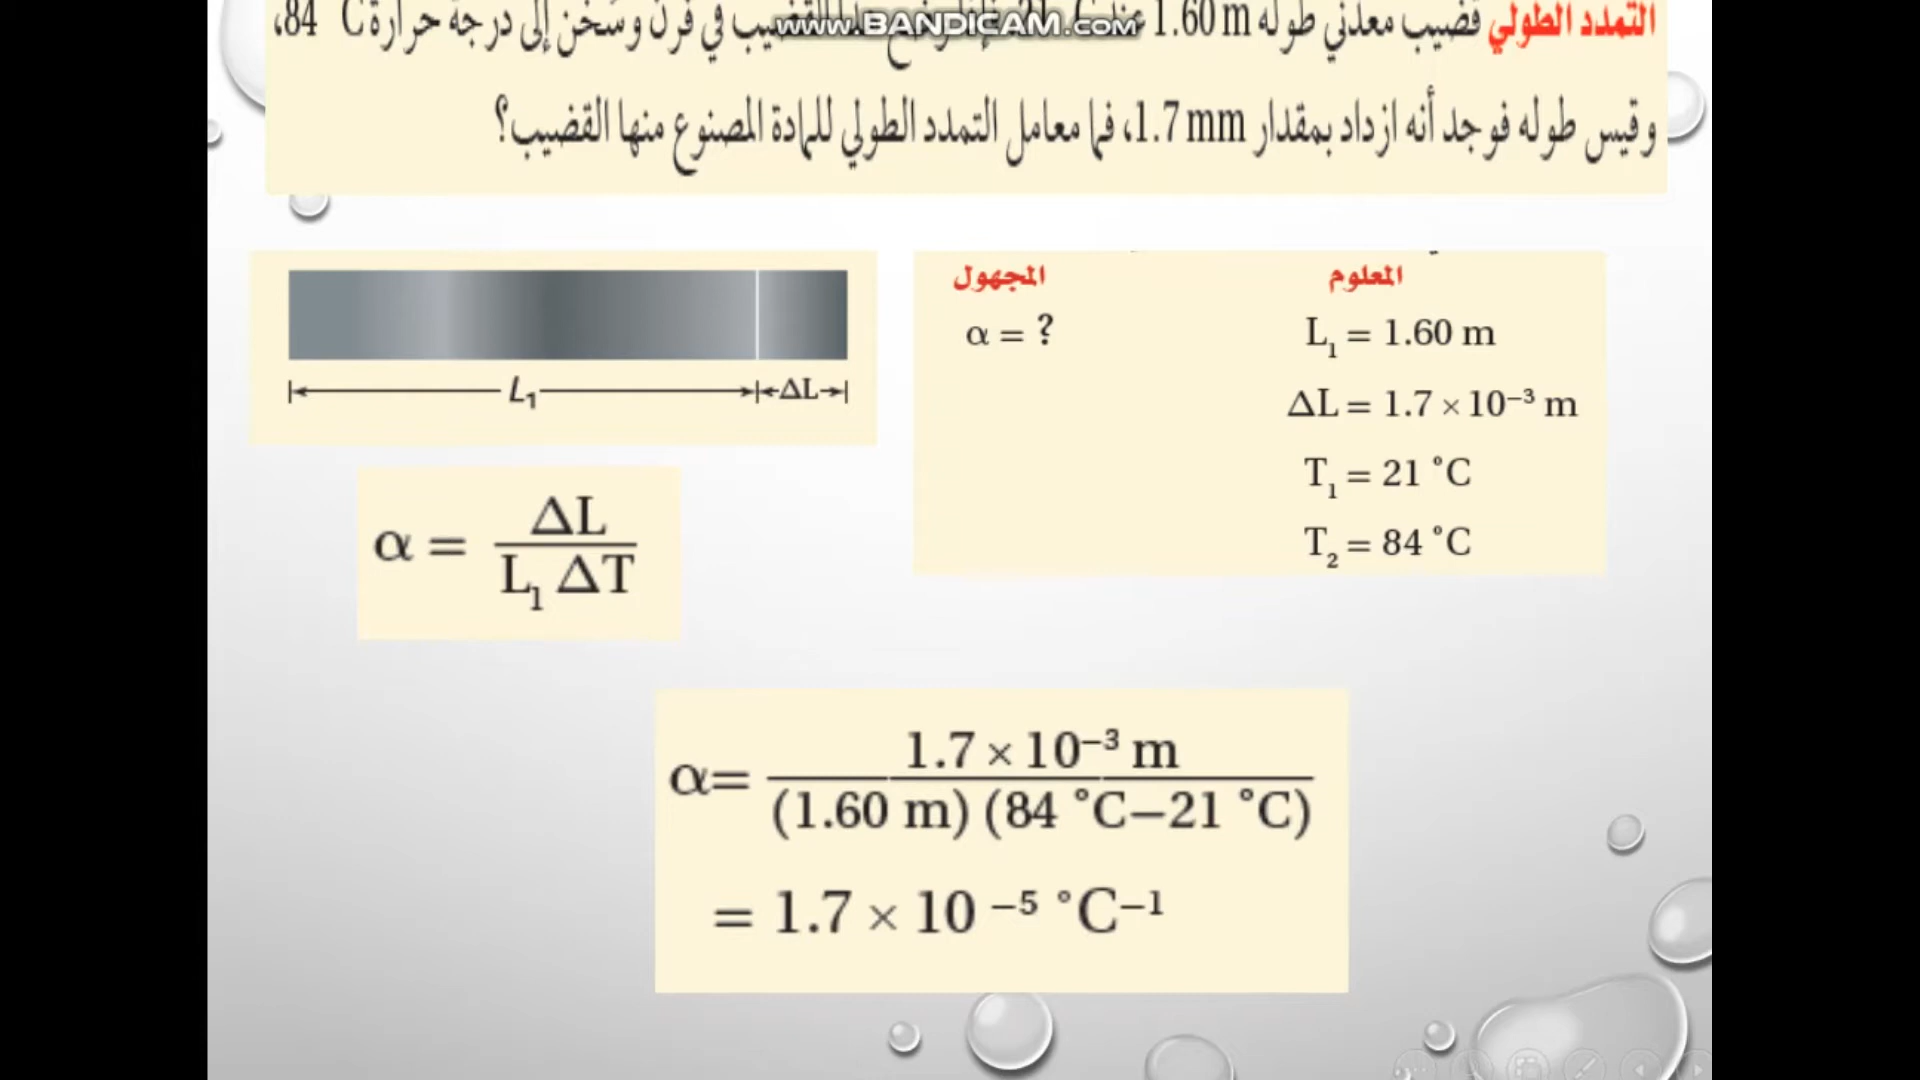 www.BANDICAM.com
التمدد الطولي قضيب معدني طوله 1.60 m في فرن وسخن إلى درجة حرارة 84 °C،
وقيس طوله فوجد أنه ازداد بمقدار 1.7 mm، فما معامل التمدد الطولي للمادة المصنوع منها القضيب؟
المعلوم
المجهول
L₁ = 1.60 m
α = ?
ΔL = 1.7 × 10⁻³ m
T₁ = 21 °C
T₂ = 84 °C
L₁ ΔL
α = ΔL / L₁ ΔT
α= 1.7 × 10⁻³ m / (1.60 m) (84 °C–21 °C)
= 1.7 × 10 ⁻⁵ °C⁻¹